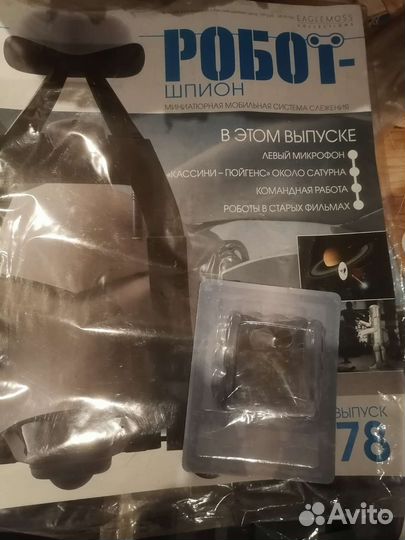 EAGLEMOSS
COLLECTIONS
РОБОТ-
ШПИОН
МИНИАТЮРНАЯ МОБИЛЬНАЯ СИСТЕМА СЛЕЖЕНИЯ
В ЭТОМ ВЫПУСКЕ
ЛЕВЫЙ МИКРОФОН
«КАССИНИ – ГЮЙГЕНС» ОКОЛО САТУРНА
КОМАНДНАЯ РАБОТА
РОБОТЫ В СТАРЫХ ФИЛЬМАХ
ВЫПУСК
78
Avito